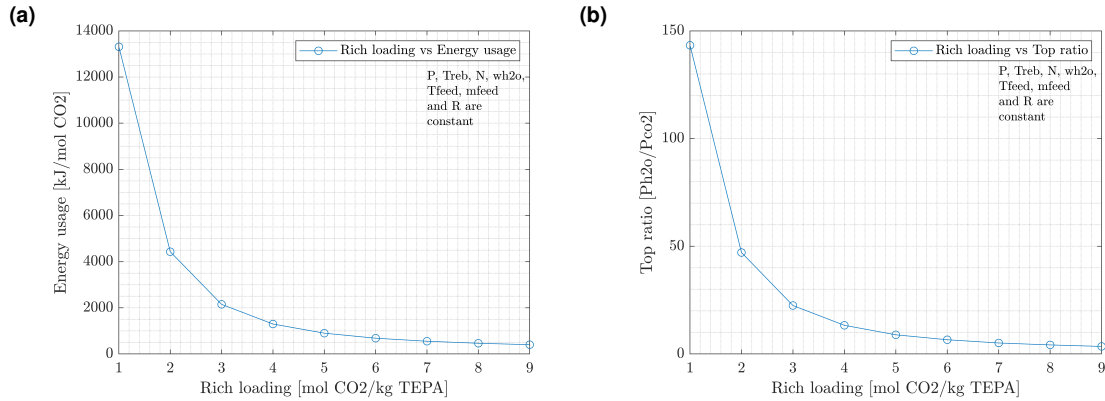 (a)
14000
12000
10000
8000
6000
4000
2000
0
Energy usage [kJ/mol CO2]
Rich loading vs Energy usage
P, Treb, N, wh2o,
Tfeed, mfeed
and R are
constant
1 2 3 4 5 6 7 8 9
Rich loading [mol CO2/kg TEPA]
(b)
150
100
50
0
Top ratio [Ph2o/Pco2]
Rich loading vs Top ratio
P, Treb, N, wh2o,
Tfeed, mfeed
and R are
constant
1 2 3 4 5 6 7 8 9
Rich loading [mol CO2/kg TEPA]